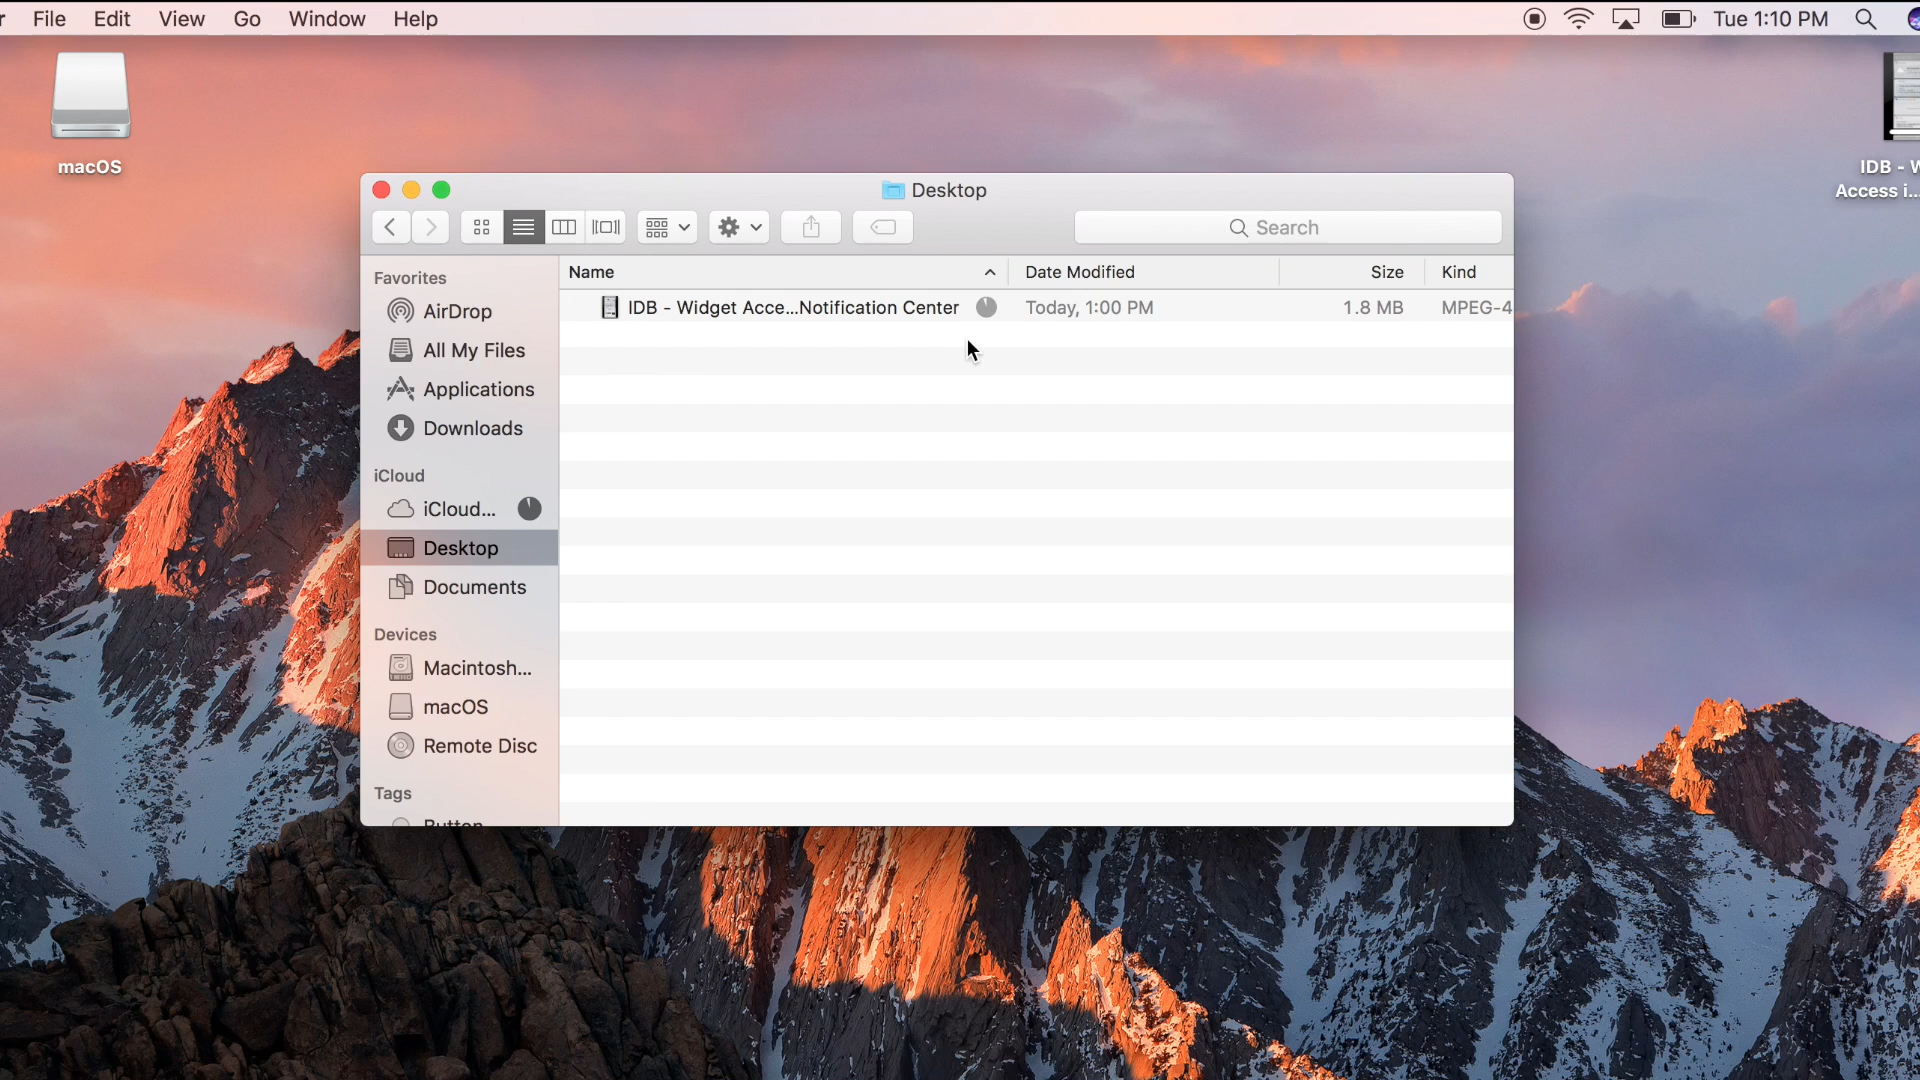 File Edit View Go Window Help
Tue 1:10 PM
macOS
IDB - W
Access i...
Desktop
Search
Favorites
AirDrop
All My Files
Applications
Downloads
iCloud
iCloud...
Desktop
Documents
Devices
Macintosh...
macOS
Remote Disc
Tags
Button
Name Date Modified Size Kind
IDB - Widget Acce...Notification Center Today, 1:00 PM 1.8 MB MPEG-4